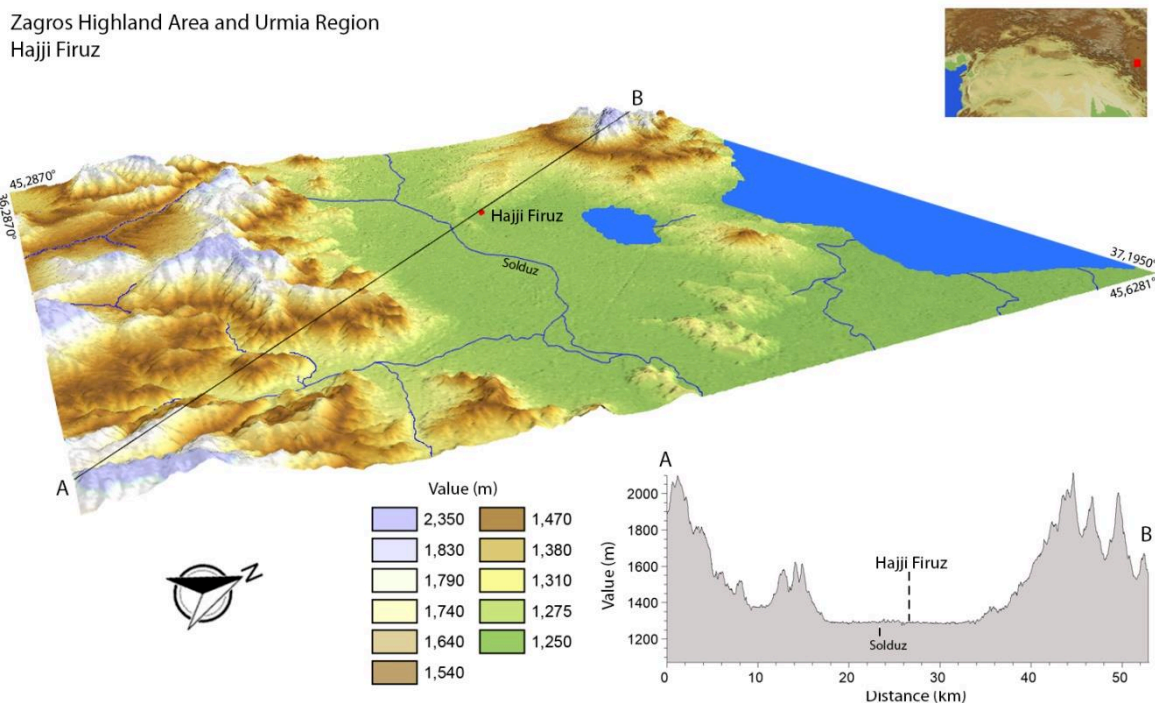 Zagros Highland Area and Urmia Region
Hajji Firuz
B
45,2870°
36,2870°
Hajji Firuz
Solduz
37,1950°
45,6281°
A
Value (m)
2,350
1,830
1,790
1,740
1,640
1,540
1,470
1,380
1,310
1,275
1,250
N
A
B
Value (m)
2000
1800
1600
1400
1200
Hajji Firuz
Solduz
0 10 20 30 40 50
Distance (km)